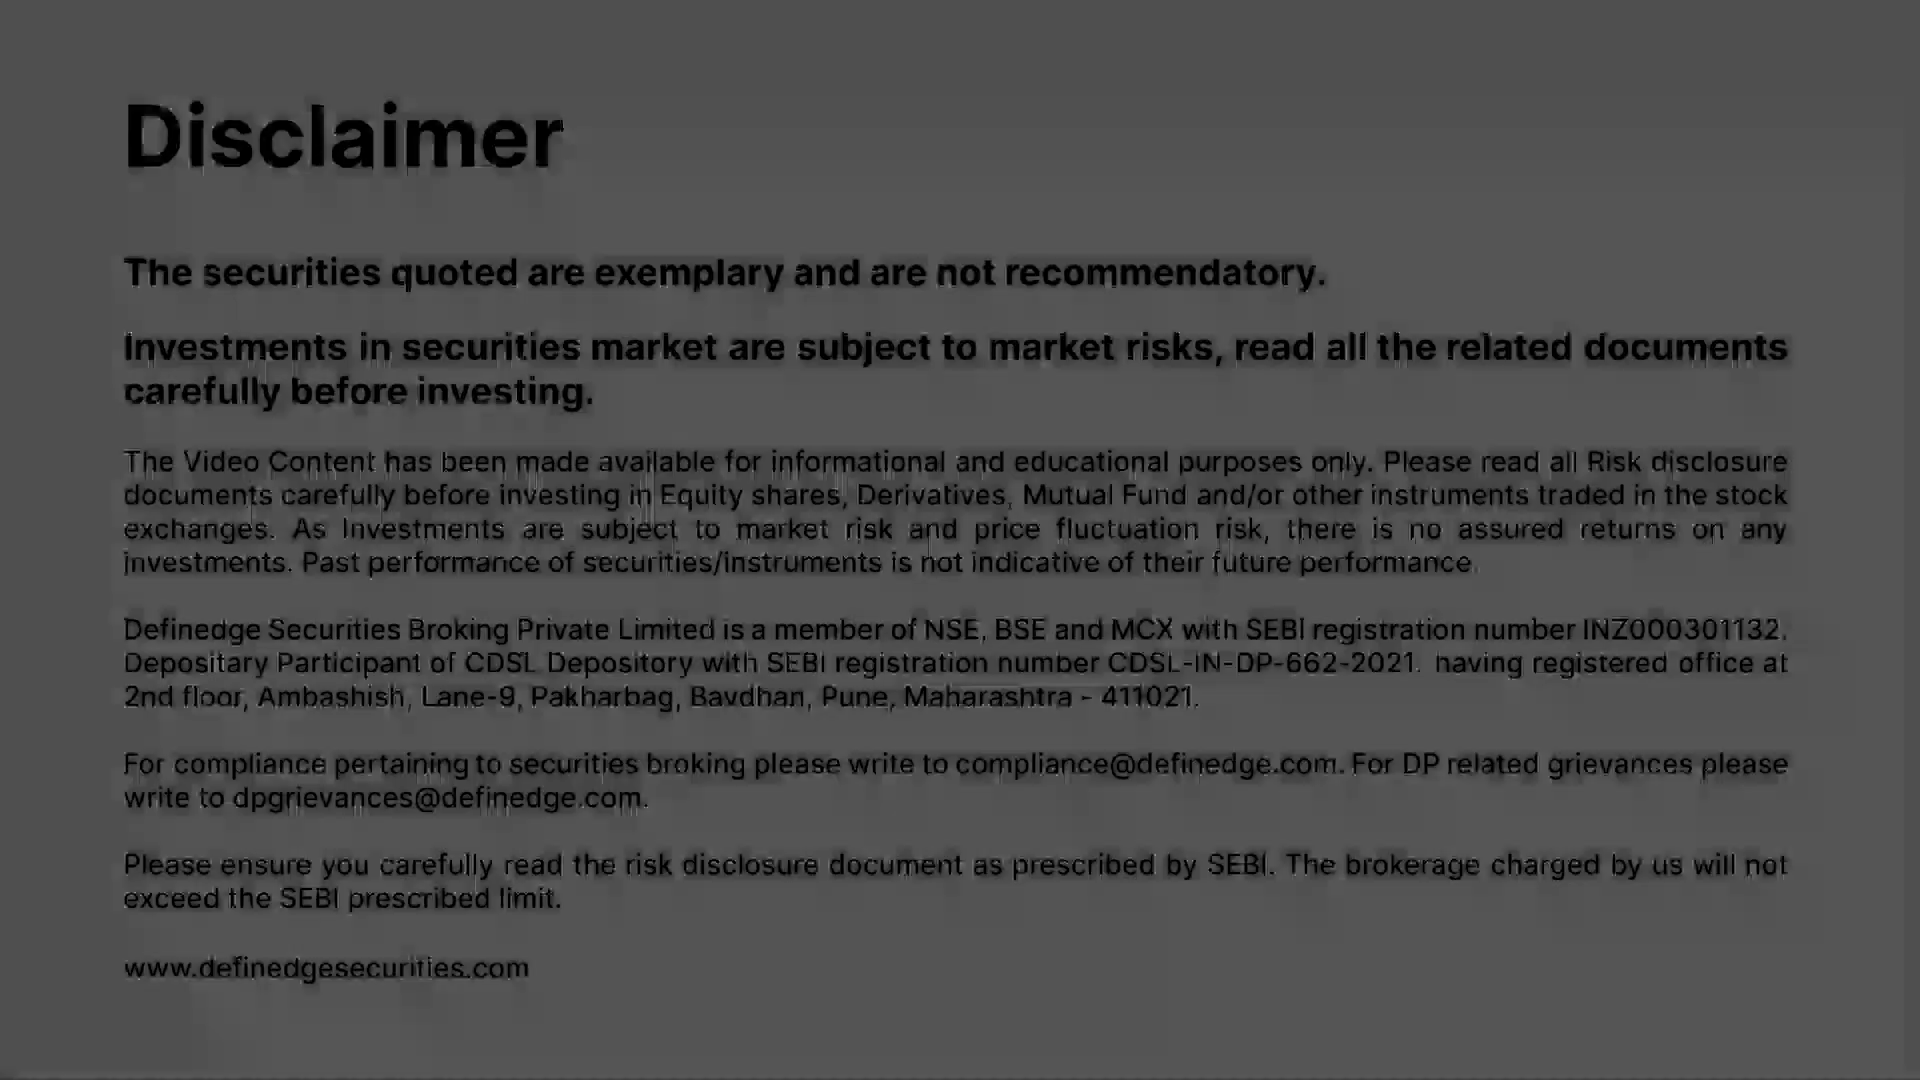 Disclaimer
The securities quoted are exemplary and are not recommendatory.
Investments in securities market are subject to market risks, read all the related documents
carefully before investing.
The Video Content has been made available for informational and educational purposes only. Please read all Risk disclosure
documents carefully before investing in Equity shares, Derivatives, Mutual Fund and/or other instruments traded in the stock
exchanges. As Investments are subject to market risk and price fluctuation risk, there is no assured returns on any
investments. Past performance of securities/instruments is not indicative of their future performance.
Definedge Securities Broking Private Limited is a member of NSE, BSE and MCX with SEBI registration number INZ000301132.
Depositary Participant of CDSL Depository with SEBI registration number CDSL-IN-DP-662-2021. having registered office at
2nd floor, Ambashish, Lane-9, Pakharbag, Bavdhan, Pune, Maharashtra - 411021.
For compliance pertaining to securities broking please write to compliance@definedge.com. For DP related grievances please
write to dpgrievances@definedge.com.
Please ensure you carefully read the risk disclosure document as prescribed by SEBI. The brokerage charged by us will not
exceed the SEBI prescribed limit.
www.definedgesecurities.com